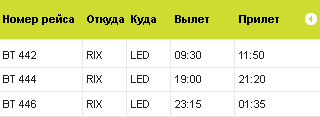 Номер рейса Откуда Куда Вылет Прилет
BT 442 RIX LED 09:30 11:50
BT 444 RIX LED 19:00 21:20
BT 446 RIX LED 23:15 01:35